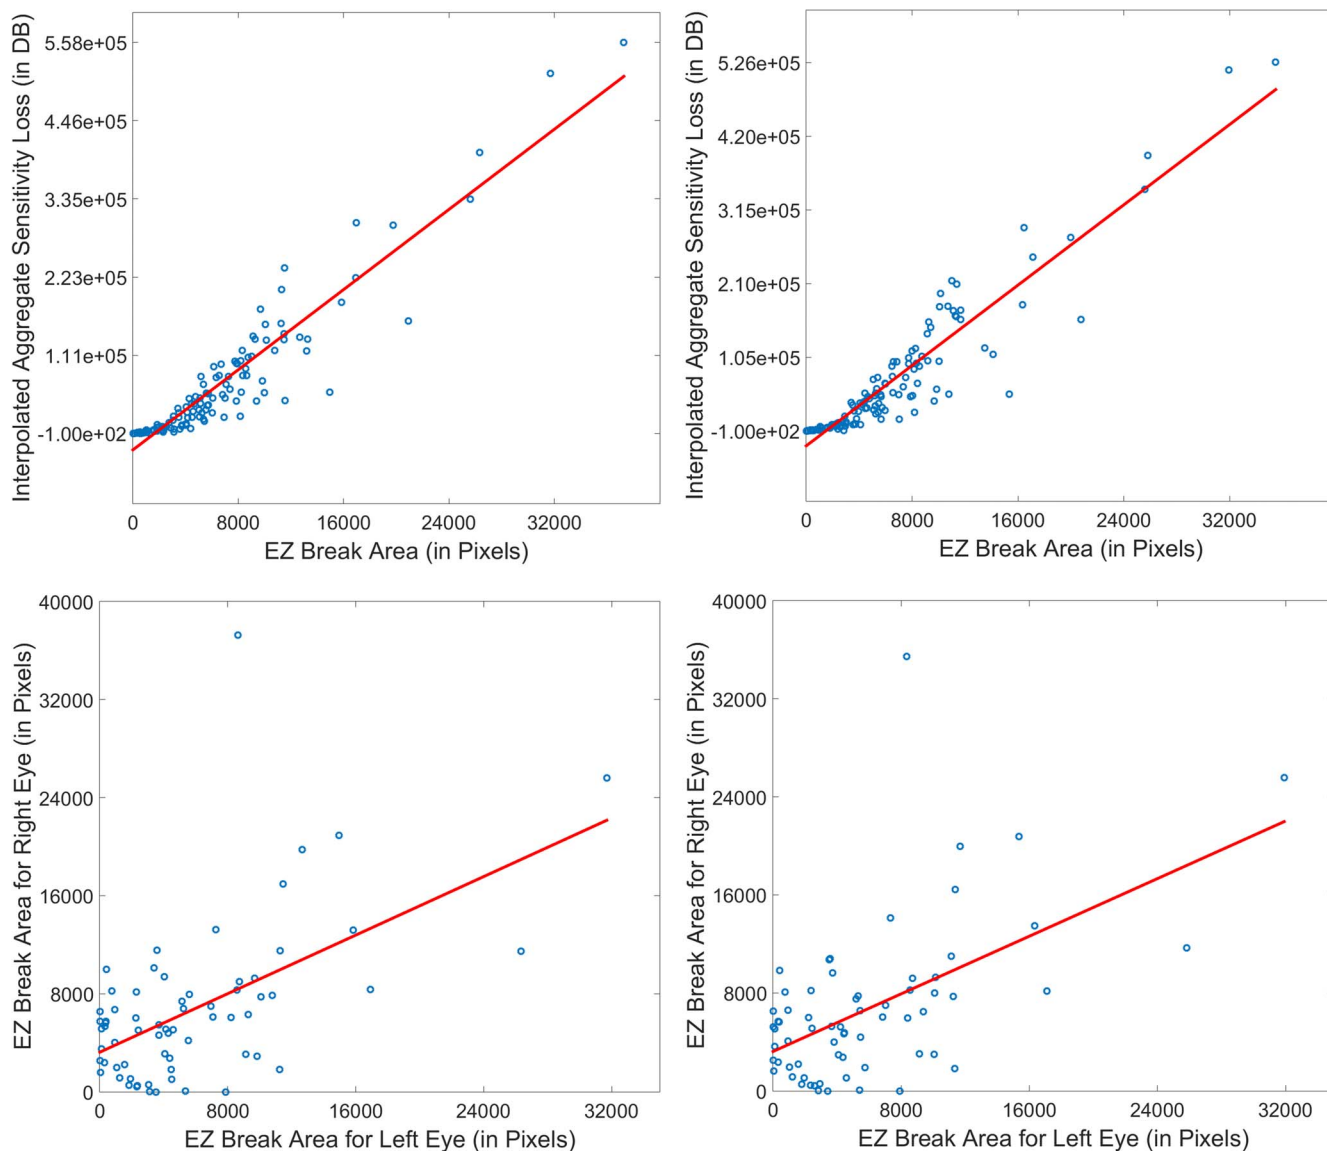 Interpolated Aggregate Sensitivity Loss (in DB)
5.58e+05
4.46e+05
3.35e+05
2.23e+05
1.11e+05
-1.00e+02
0 8000 16000 24000 32000
EZ Break Area (in Pixels)
Interpolated Aggregate Sensitivity Loss (in DB)
5.26e+05
4.20e+05
3.15e+05
2.10e+05
1.05e+05
-1.00e+02
0 8000 16000 24000 32000
EZ Break Area (in Pixels)
EZ Break Area for Right Eye (in Pixels)
40000
32000
24000
16000
8000
0
0 8000 16000 24000 32000
EZ Break Area for Left Eye (in Pixels)
EZ Break Area for Right Eye (in Pixels)
40000
32000
24000
16000
8000
0
0 8000 16000 24000 32000
EZ Break Area for Left Eye (in Pixels)